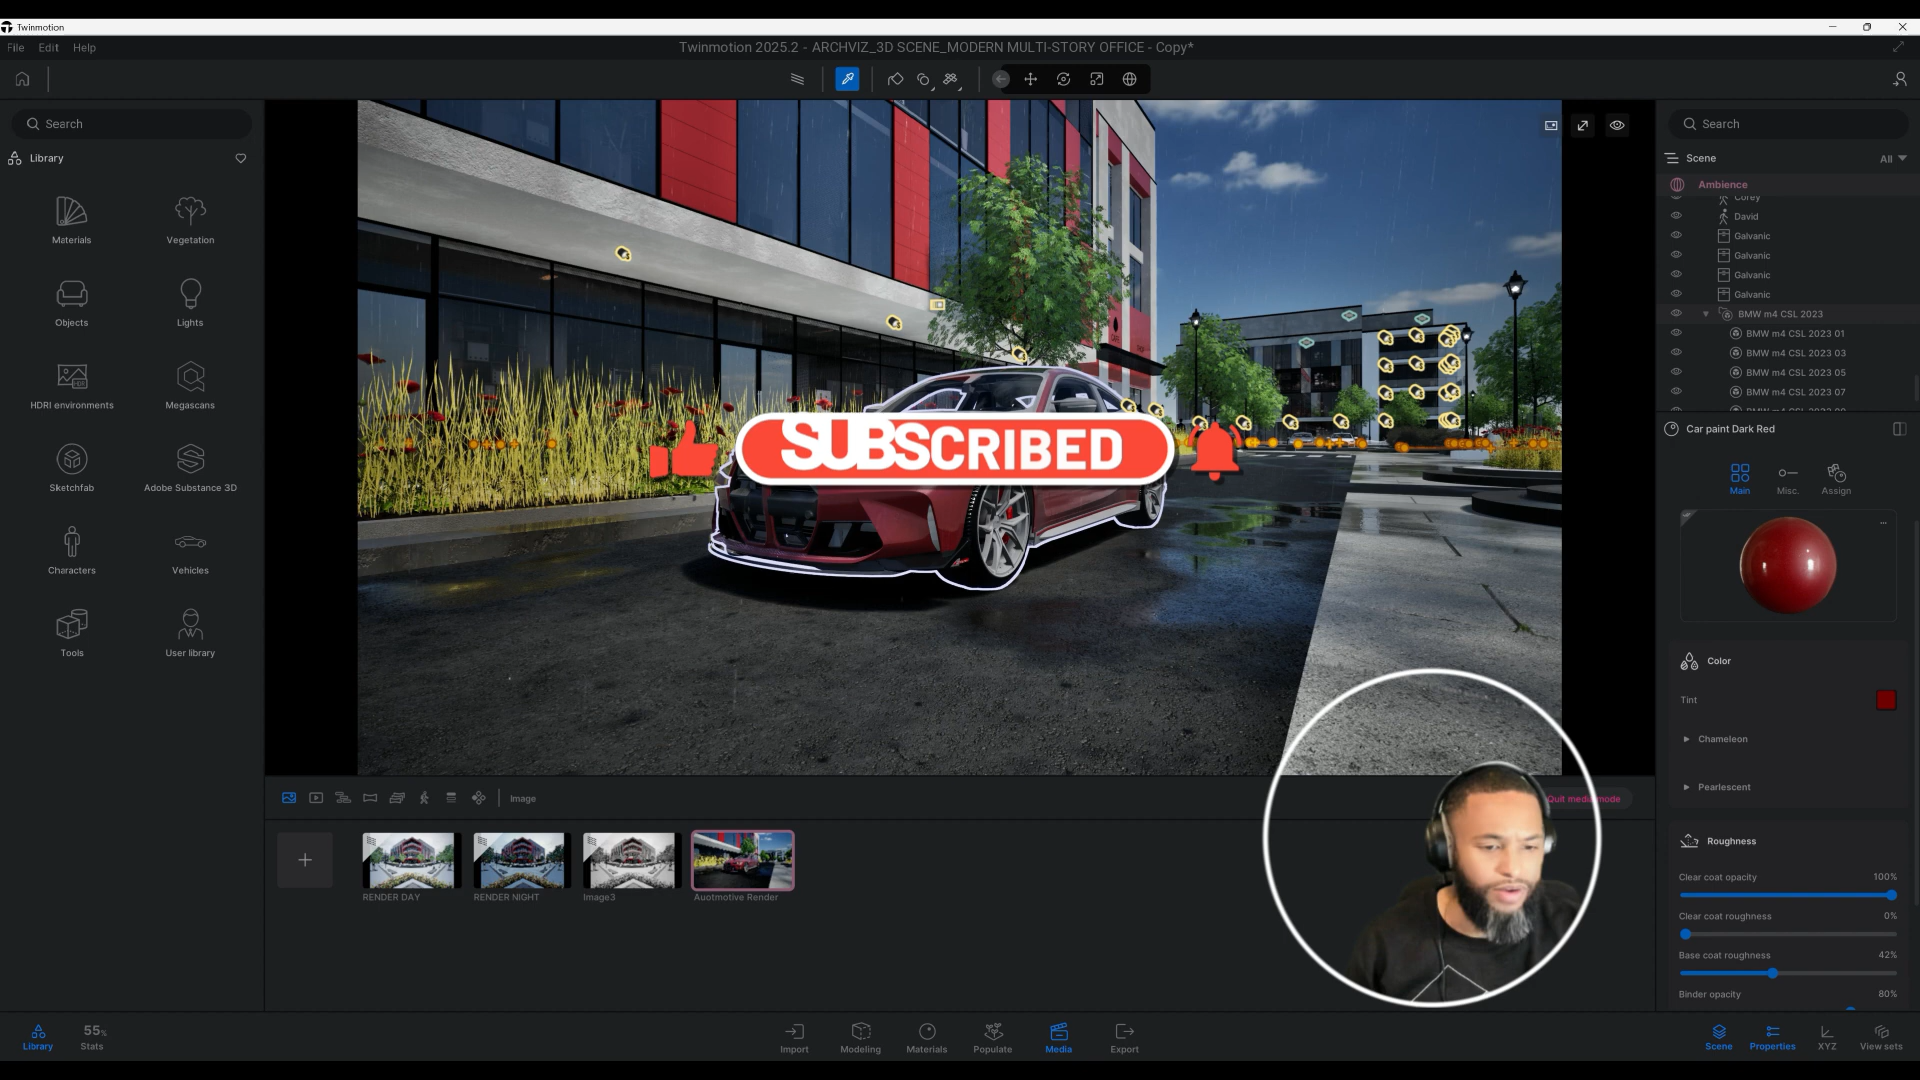 Twinmotion
File Edit Help
Twinmotion 2025.2 - ARCHVIZ_3D SCENE_MODERN MULTI-STORY OFFICE - Copy*
Search
Library
Materials
Vegetation
Objects
Lights
HDRI environments
Megascans
Sketchfab
Adobe Substance 3D
Characters
Vehicles
Tools
User library
SUBSCRIBED
Search
Scene
All
Ambience
Corey
David
Galvanic
Galvanic
Galvanic
Galvanic
BMW m4 CSL 2023
BMW m4 CSL 2023 01
BMW m4 CSL 2023 03
BMW m4 CSL 2023 05
BMW m4 CSL 2023 07
Car paint Dark Red
Main
Misc.
Assign
Color
Tint
Chameleon
Pearlescent
Roughness
Clear coat opacity 100%
Clear coat roughness 0%
Base coat roughness 42%
Binder opacity 80%
Image
Quit media mode
RENDER DAY
RENDER NIGHT
Image3
Auotmotive Render
Library
55%
Stats
Import
Modeling
Materials
Populate
Media
Export
Scene
Properties
XYZ
View sets